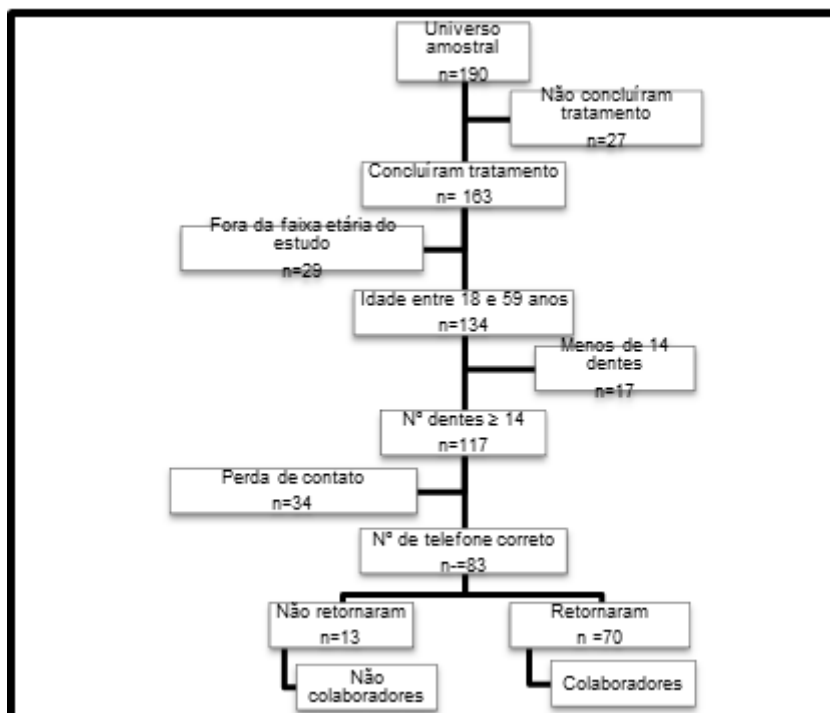 Universo
amostral
n=190
Não concluíram
tratamento
n=27
Concluíram tratamento
n= 163
Fora da faixa etária do
estudo
n=29
Idade entre 18 e 59 anos
n=134
Menos de 14
dentes
n=17
Nº dentes ≥ 14
n=117
Perda de contato
n=34
Nº de telefone correto
n-=83
Não retornaram
n=13
Retornaram
n =70
Não
colaboradores
Colaboradores